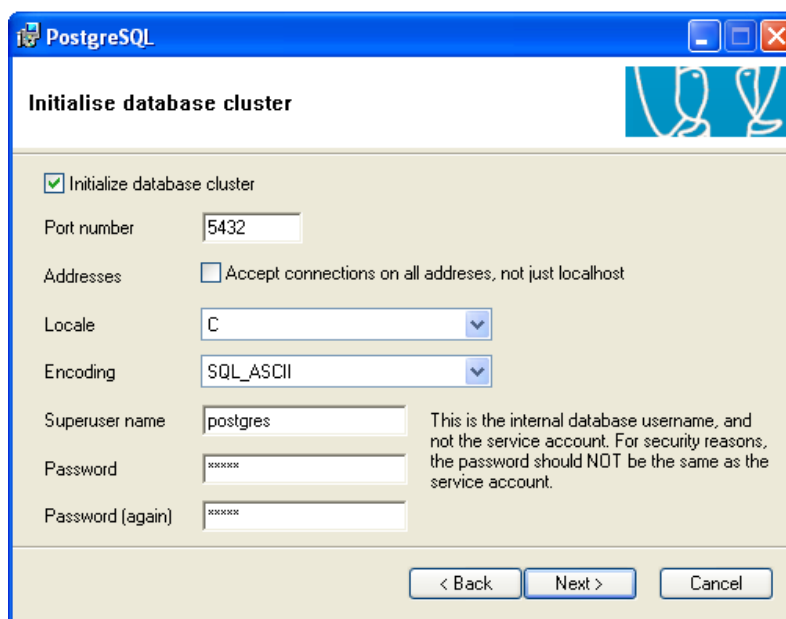 PostgreSQL
Initialise database cluster
Initialize database cluster
Port number 5432
Addresses Accept connections on all addreses, not just localhost
Locale C
Encoding SQL_ASCII
Superuser name postgres
This is the internal database username, and
not the service account. For security reasons,
the password should NOT be the same as the
service account.
Password xxxxx
Password (again) xxxxx
< Back Next > Cancel